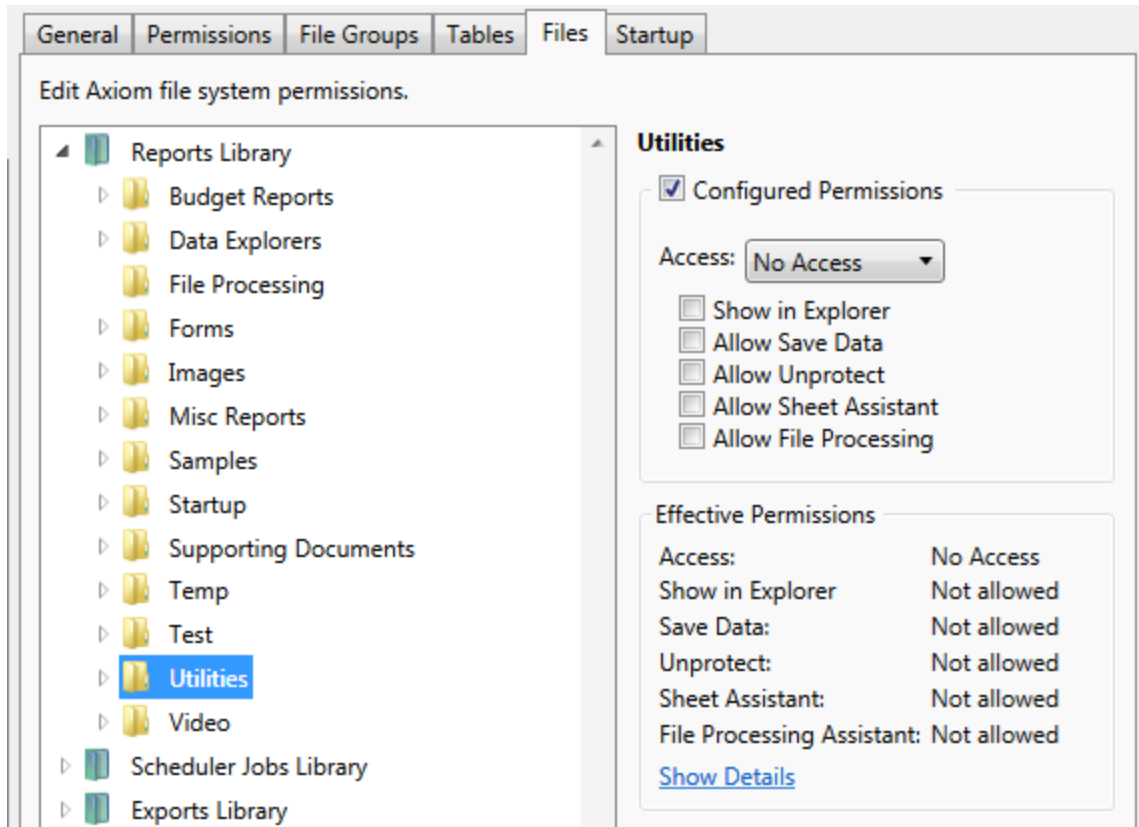 General Permissions File Groups Tables Files Startup
Edit Axiom file system permissions.
Reports Library
Budget Reports
Data Explorers
File Processing
Forms
Images
Misc Reports
Samples
Startup
Supporting Documents
Temp
Test
Utilities
Video
Scheduler Jobs Library
Exports Library
Utilities
Configured Permissions
Access: No Access
Show in Explorer
Allow Save Data
Allow Unprotect
Allow Sheet Assistant
Allow File Processing
Effective Permissions
Access: No Access
Show in Explorer Not allowed
Save Data: Not allowed
Unprotect: Not allowed
Sheet Assistant: Not allowed
File Processing Assistant: Not allowed
Show Details